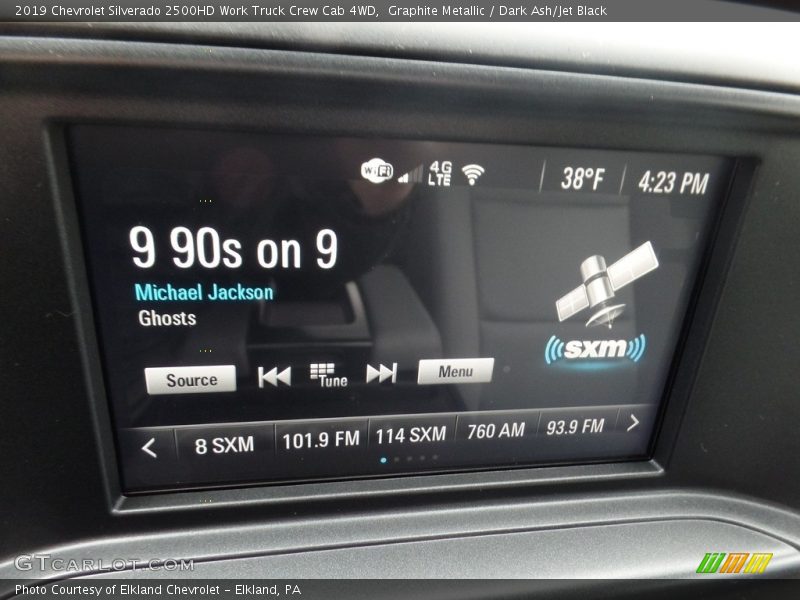 2019 Chevrolet Silverado 2500HD Work Truck Crew Cab 4WD,  Graphite Metallic / Dark Ash/Jet Black
WiFi 4G LTE 38°F 4:23 PM
9 90s on 9
Michael Jackson
Ghosts
sxm
Source Tune Menu
8 SXM 101.9 FM 114 SXM 760 AM 93.9 FM
GTCARLOT.COM
Photo Courtesy of Elkland Chevrolet - Elkland, PA